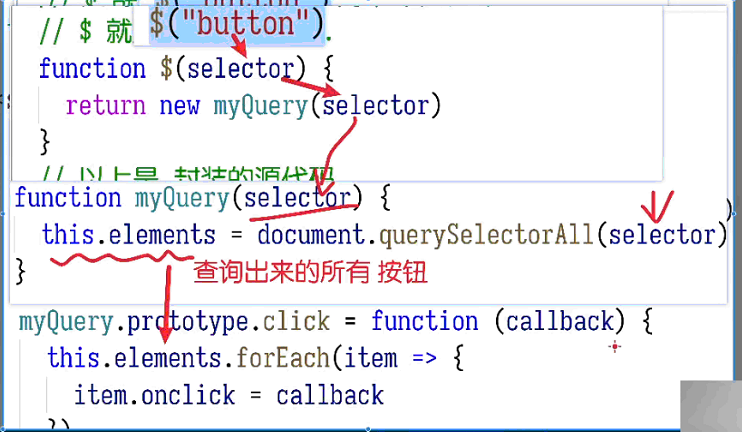 // $ 就
$("button")
function $(selector) {
return new myQuery(selector)
}
// 以上是 封装的源代码
function myQuery(selector) {
this.elements = document.querySelectorAll(selector)
}
查询出来的所有 按钮
myQuery.prototype.click = function (callback) {
this.elements.forEach(item => {
item.onclick = callback
})